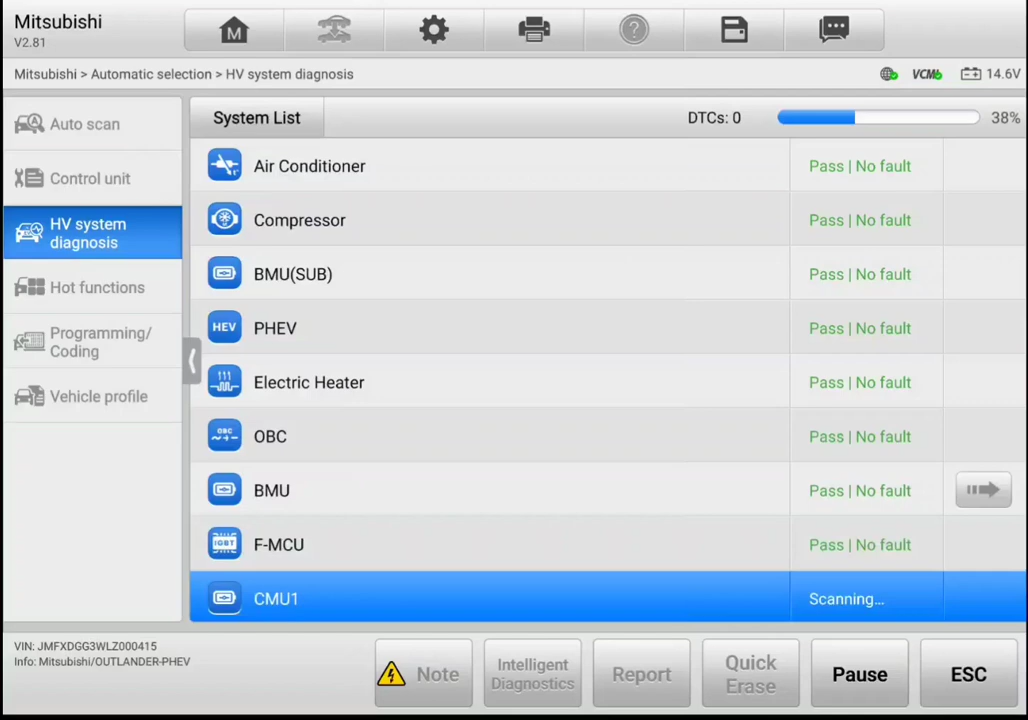 Mitsubishi
V2.81
M
?
Mitsubishi > Automatic selection > HV system diagnosis
VCMI
14.6V
Auto scan
Control unit
HV system
diagnosis
Hot functions
Programming/
Coding
Vehicle profile
System List
DTCs: 0
38%
Air Conditioner
Pass | No fault
Compressor
Pass | No fault
BMU(SUB)
Pass | No fault
HEV
PHEV
Pass | No fault
Electric Heater
Pass | No fault
OBC
OBC
Pass | No fault
BMU
Pass | No fault
IGBT
F-MCU
Pass | No fault
CMU1
Scanning...
VIN: JMFXDGG3WLZ000415
Info: Mitsubishi/OUTLANDER-PHEV
Note
Intelligent
Diagnostics
Report
Quick
Erase
Pause
ESC